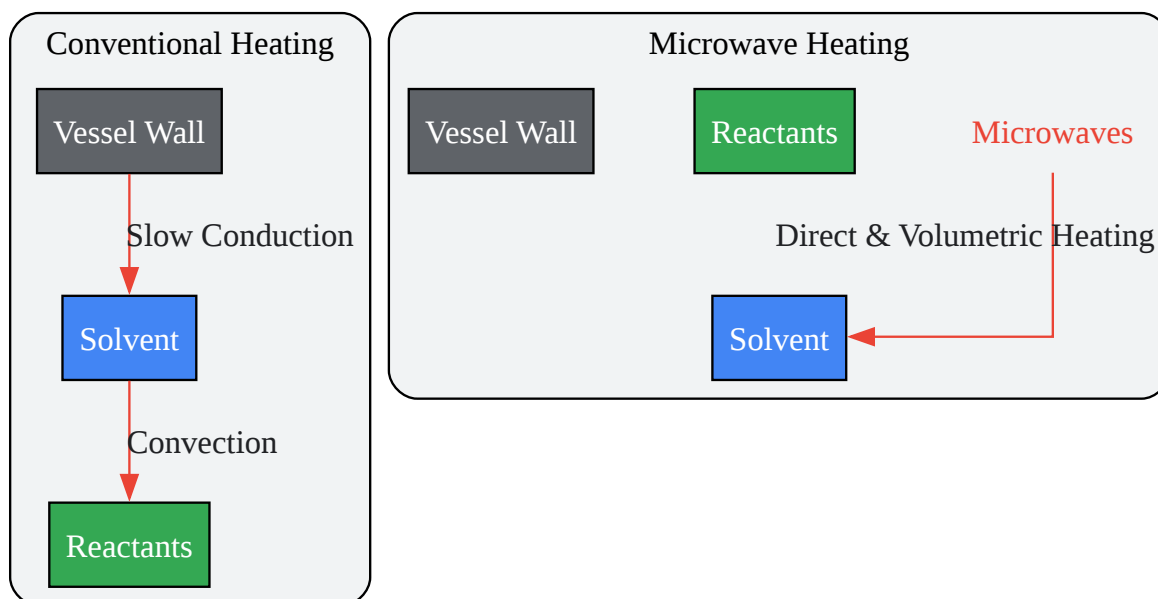 Conventional Heating
Vessel Wall
Slow Conduction
Solvent
Convection
Reactants
Microwave Heating
Vessel Wall
Reactants
Microwaves
Direct & Volumetric Heating
Solvent